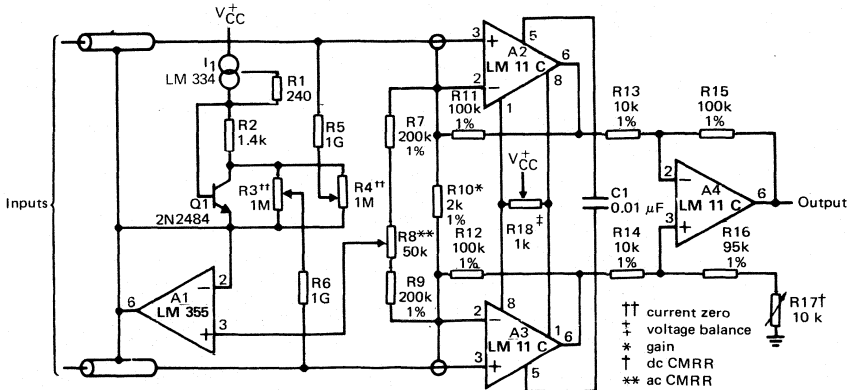 V+CC
I1
LM 334
R1
240
R2
1.4k
R5
1G
Q1
2N2484
R3††
1M
R4††
1M
Inputs
6
A1
LM 355
2
3
R6
1G
R7
200k
1%
R8**
50k
R9
200k
1%
3
2
A2
LM 11 C
5
6
8
1
R11
100k
1%
R10*
2k
1%
R12
100k
1%
V+CC
R18 ‡
1k
C1
0.01 µF
2
3
8
A3
LM 11 C
1
6
5
R13
10k
1%
R15
100k
1%
2
3
A4
LM 11 C
6
Output
R14
10k
1%
R16
95k
1%
R17†
10 k
†† current zero
‡ voltage balance
* gain
† dc CMRR
** ac CMRR